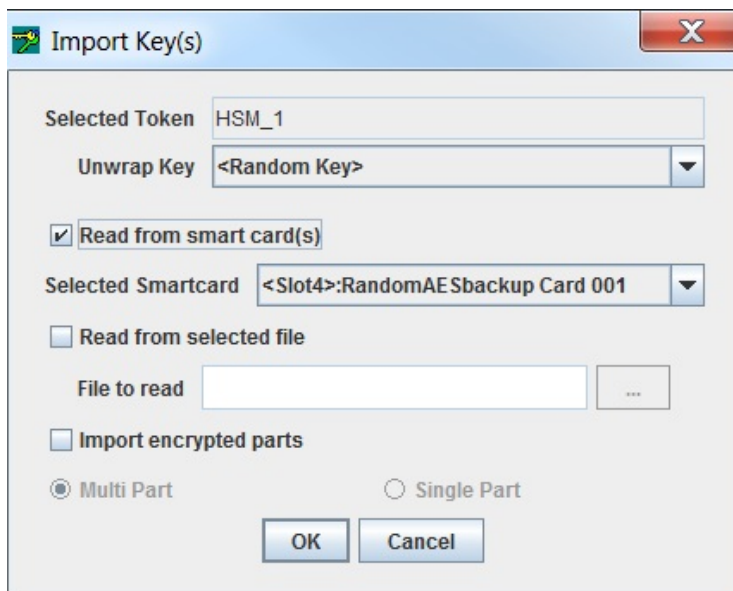 Import Key(s)
Selected Token HSM_1
Unwrap Key <Random Key>
Read from smart card(s)
Selected Smartcard <Slot4>:RandomAESbackup Card 001
Read from selected file
File to read ...
Import encrypted parts
Multi Part Single Part
OK Cancel